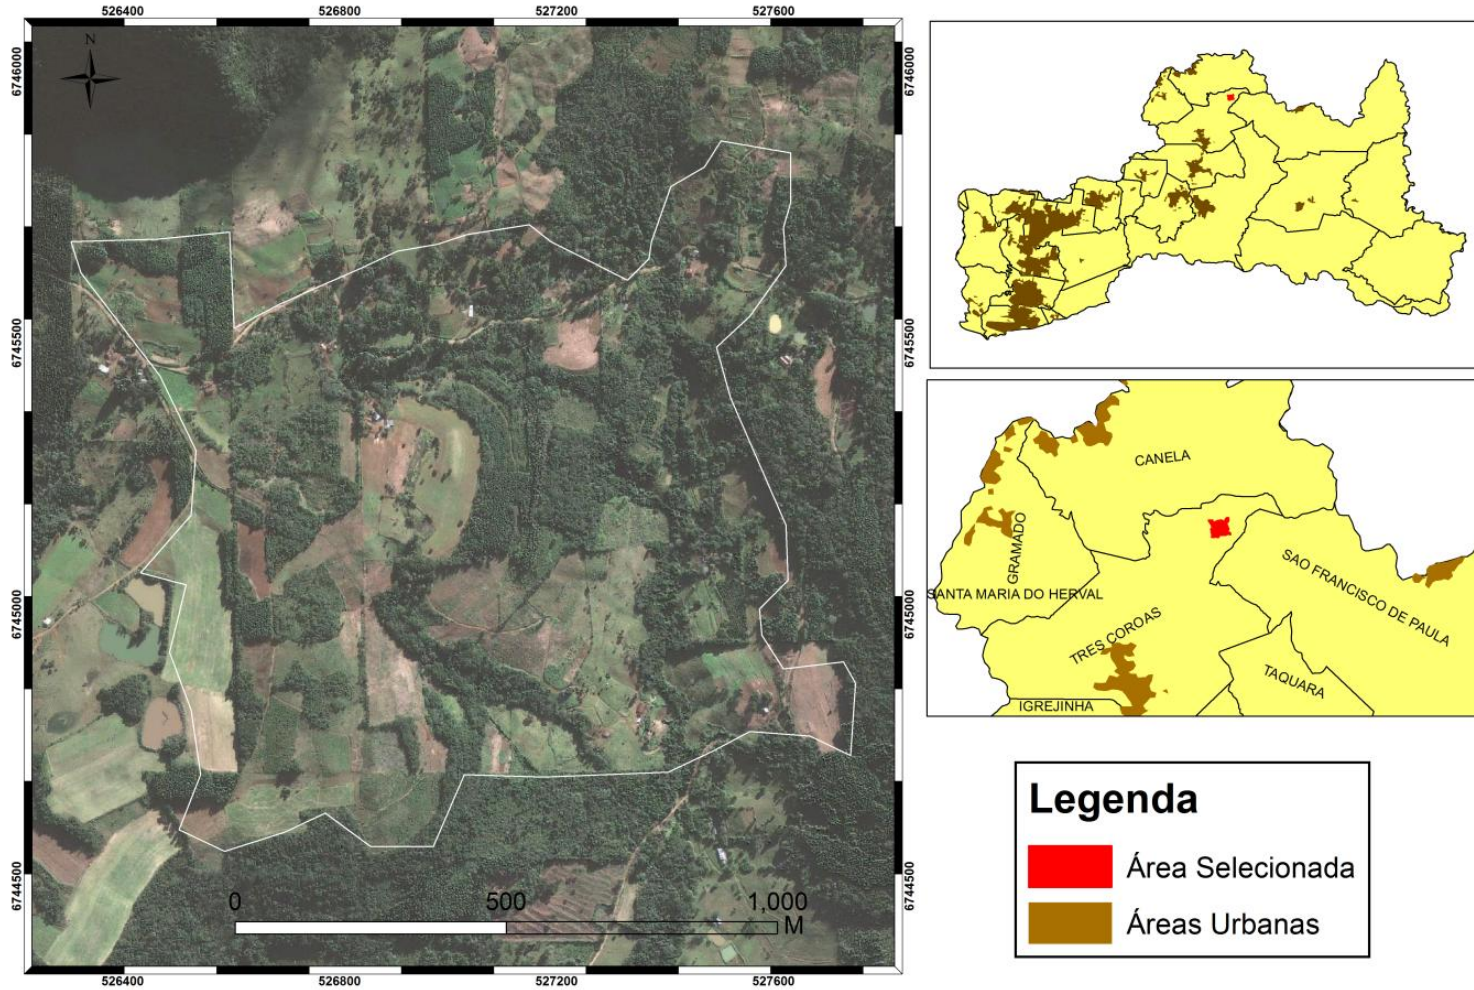 526400
526800
527200
527600
N
6746000
6746000
6745500
6745500
6745000
6745000
6744500
6744500
0
500
1,000
M
526400
526800
527200
527600
CANELA
GRAMADO
SAO FRANCISCO DE PAULA
SANTA MARIA DO HERVAL
TRES COROAS
TAQUARA
IGREJINHA
Legenda
Área Selecionada
Áreas Urbanas